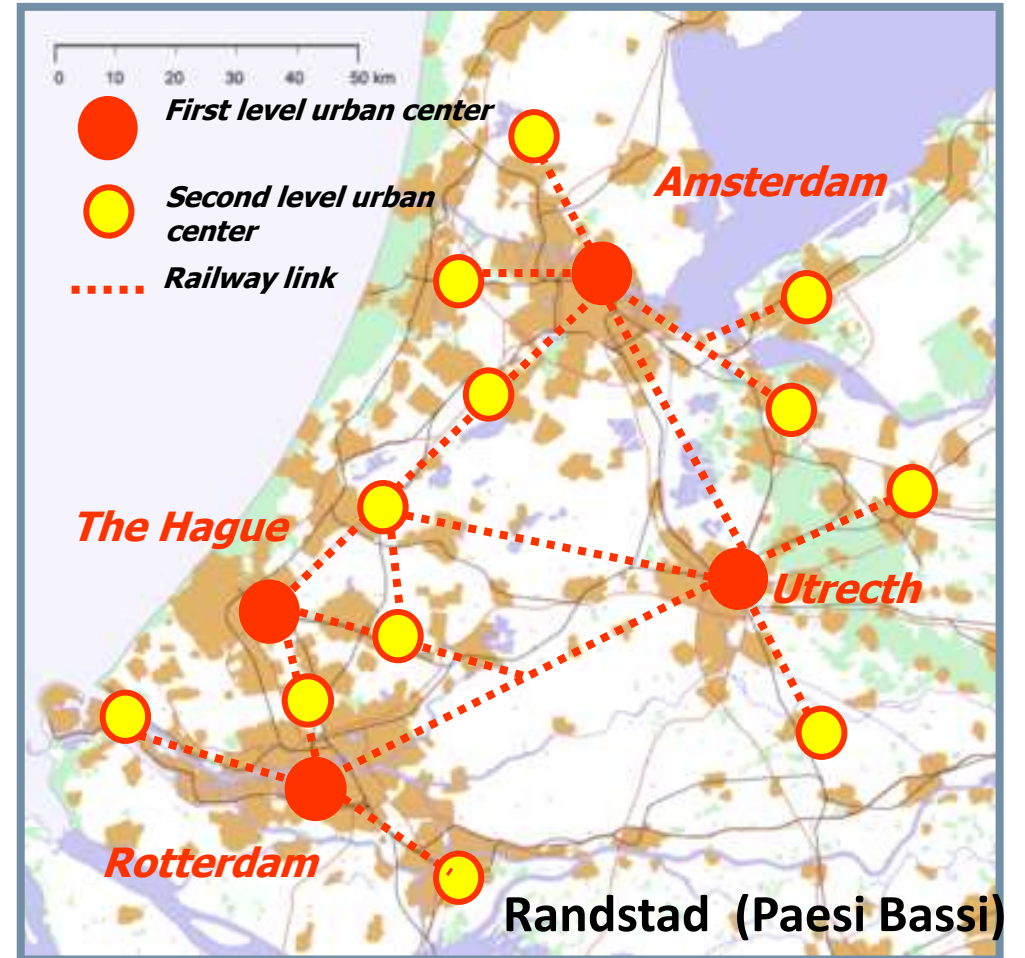 0 10 20 30 40 50 km
First level urban center
Second level urban
center
Railway link
Amsterdam
The Hague
Utrecth
Rotterdam
Randstad (Paesi Bassi)